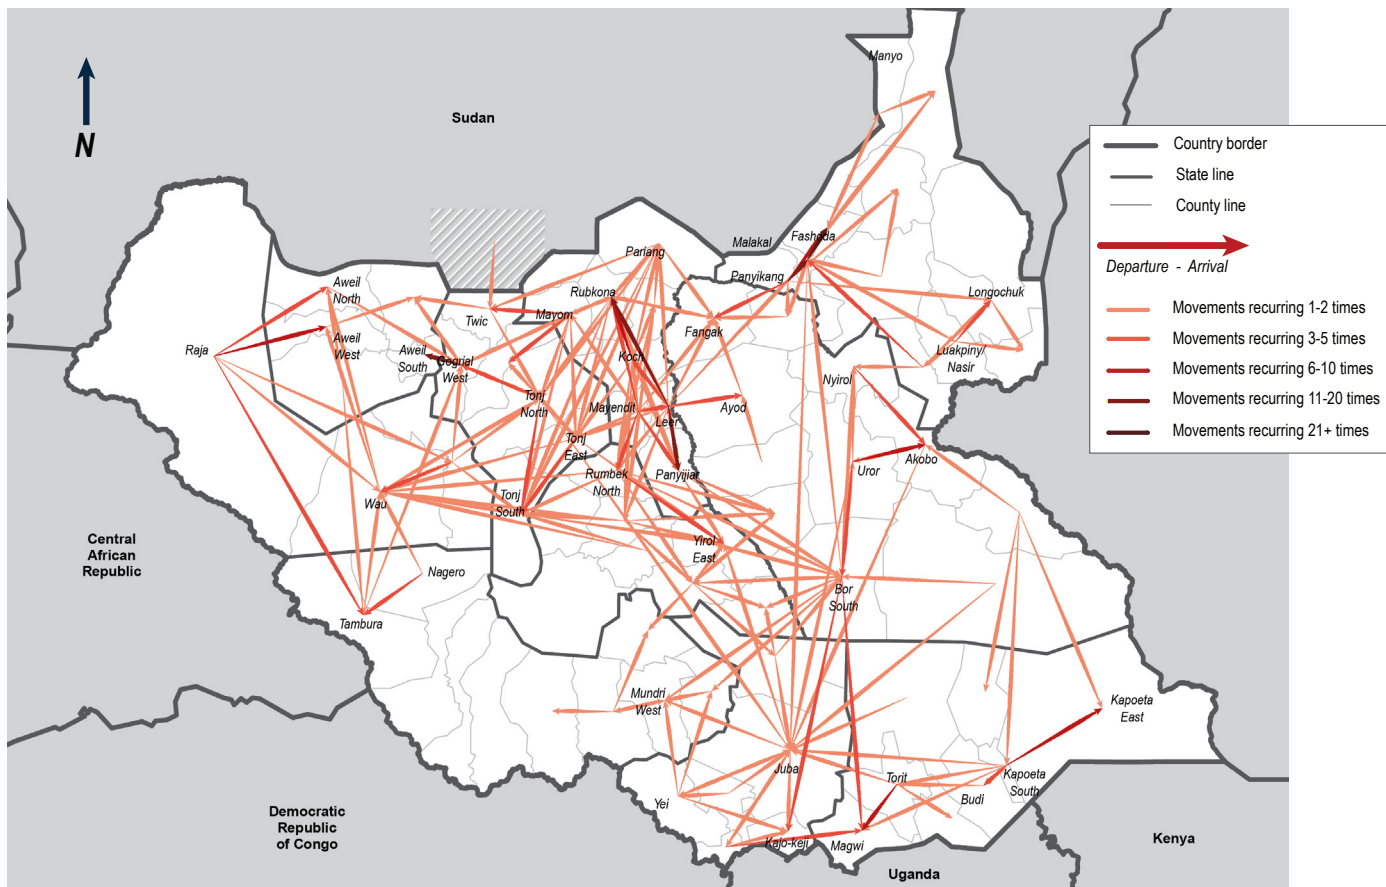 Manyo
Sudan
N
Country border
State line
County line
Departure - Arrival
Movements recurring 1-2 times
Movements recurring 3-5 times
Movements recurring 6-10 times
Movements recurring 11-20 times
Movements recurring 21+ times
Malakal
Fashoda
Pariang
Panyikang
Aweil
North
Rubkona
Longochuk
Twic
Mayom
Fangak
Aweil
West
Raja
Aweil
South
Gogrial
West
Koch
Luakpiny/
Nasir
Nyirol
Tonj
North
Mayendit
Leer
Ayod
Tonj
East
Rumbek
North
Panyijiar
Uror
Akobo
Wau
Tonj
South
Yirol
East
Central
African
Republic
Nagero
Bor
South
Tambura
Mundri
West
Kapoeta
East
Juba
Torit
Kapoeta
South
Budi
Yei
Democratic
Republic
of Congo
Kajo-keji
Magwi
Kenya
Uganda